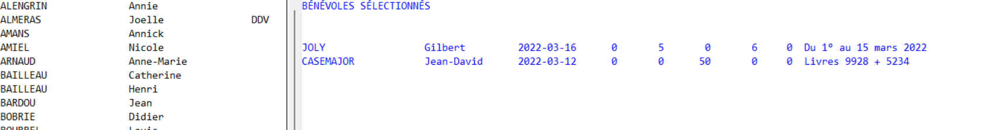 ALENGRIN Annie
ALMERAS Joelle DDV
AMANS Annick
AMIEL Nicole
ARNAUD Anne-Marie
BAILLEAU Catherine
BAILLEAU Henri
BARDOU Jean
BOBRIE Didier
BÉNÉVOLES SÉLECTIONNÉS
JOLY Gilbert 2022-03-16 0 5 0 6 0 Du 1° au 15 mars 2022
CASEMAJOR Jean-David 2022-03-12 0 0 50 0 0 Livres 9928 + 5234